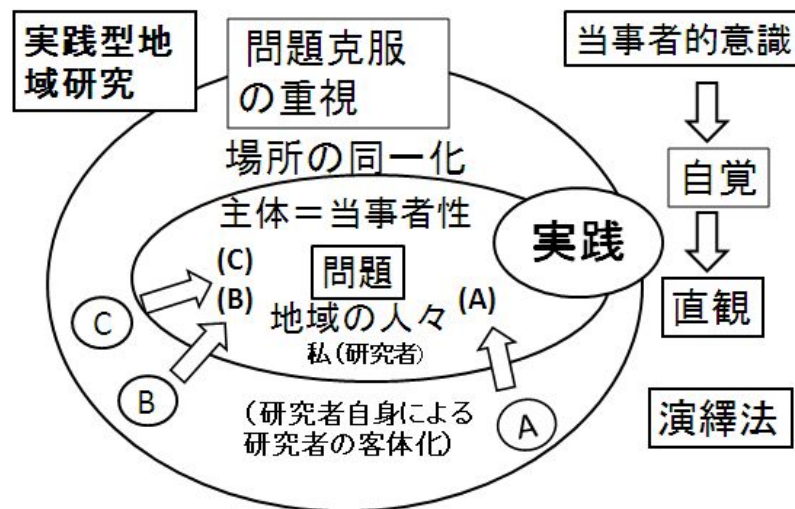 実践型地
域研究
問題克服
の重視
場所の同一化
主体=当事者性
(C)
(B)
問題
(A)
地域の人々
私(研究者)
実践
C
B
A
(研究者自身による
研究者の客体化)
当事者的意識
自覚
直観
演繹法